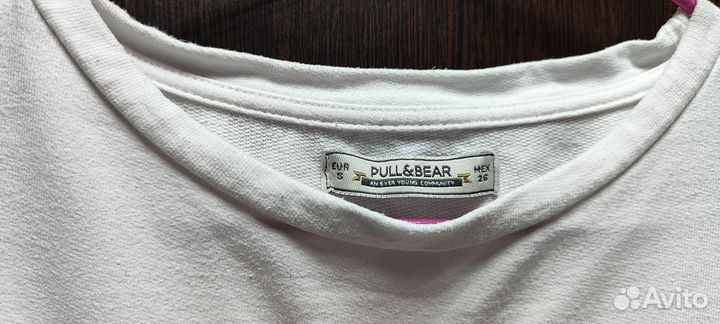 EUR
S
PULL&BEAR
AN EVER YOUNG COMMUNITY
MEX
26
Avito